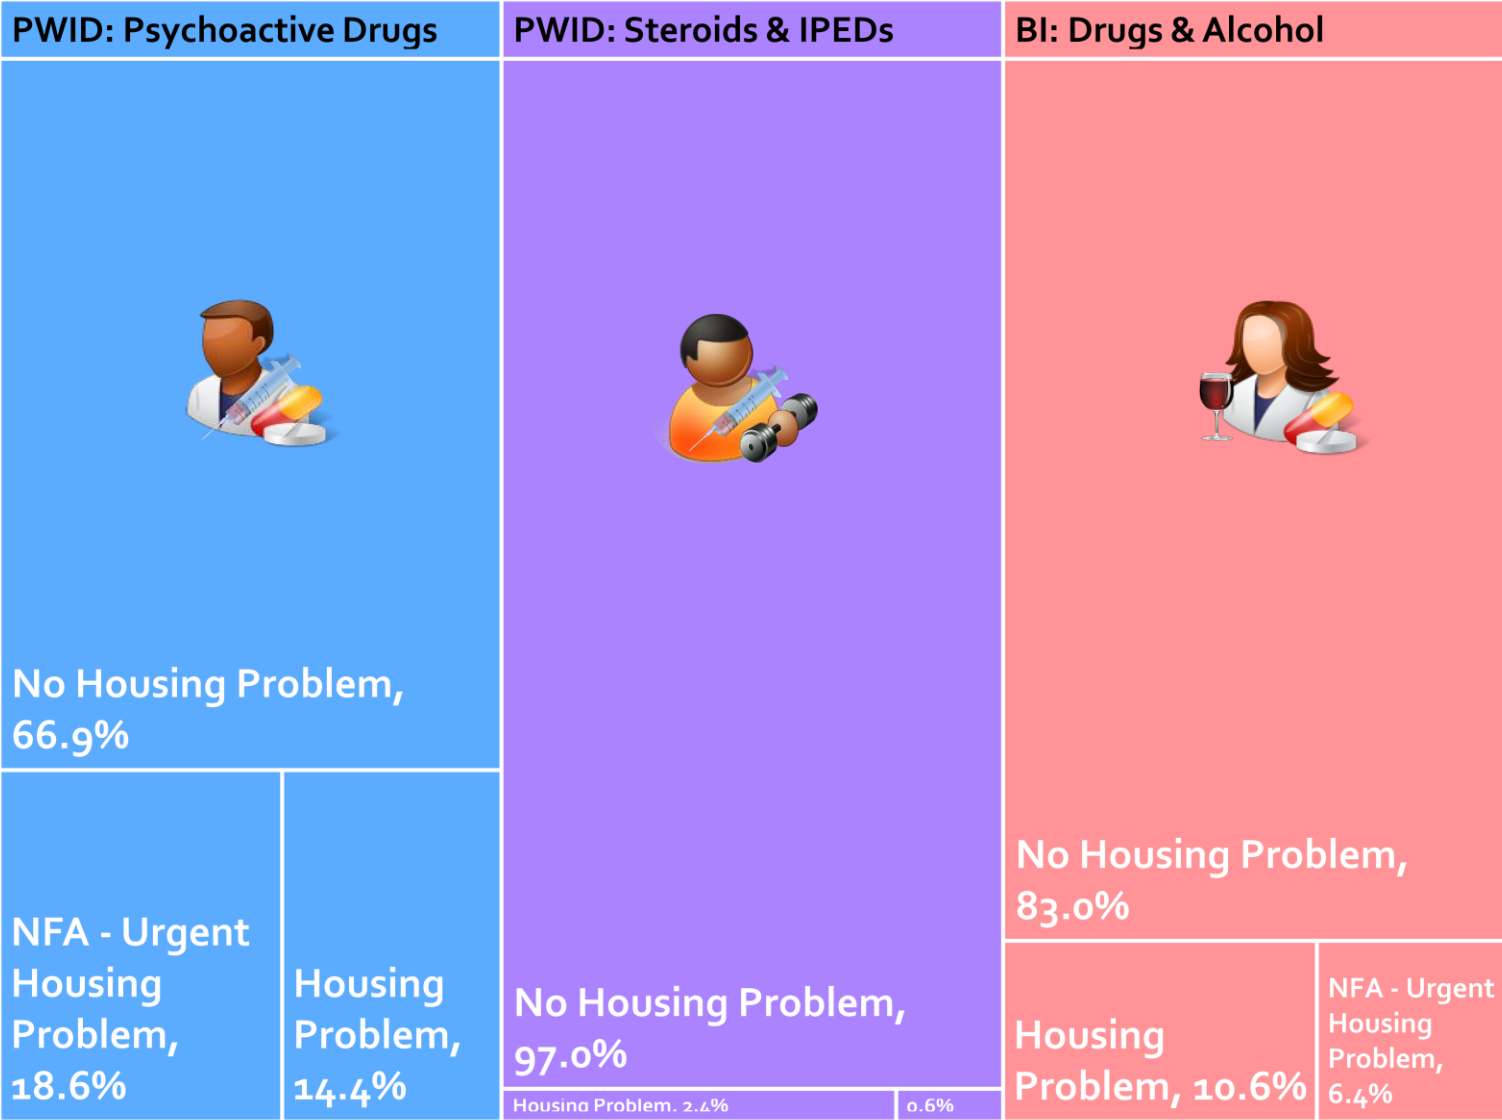 PWID: Psychoactive Drugs
No Housing Problem,
66.9%
NFA - Urgent
Housing
Problem,
18.6%
Housing
Problem,
14.4%
PWID: Steroids & IPEDs
No Housing Problem,
97.0%
Housing Problem, 2.4%
0.6%
BI: Drugs & Alcohol
No Housing Problem,
83.0%
Housing
Problem, 10.6%
NFA - Urgent
Housing
Problem,
6.4%